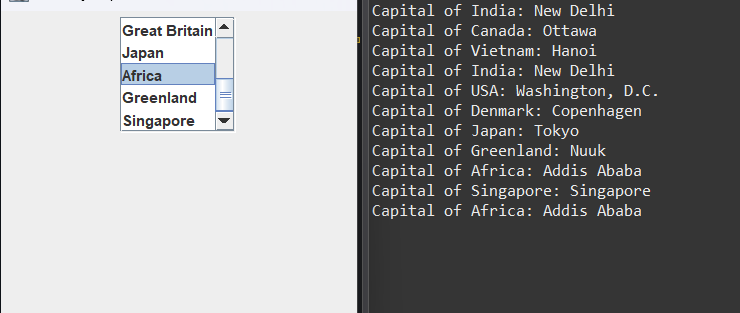 Great Britain
Japan
Africa
Greenland
Singapore
Capital of India: New Delhi
Capital of Canada: Ottawa
Capital of Vietnam: Hanoi
Capital of India: New Delhi
Capital of USA: Washington, D.C.
Capital of Denmark: Copenhagen
Capital of Japan: Tokyo
Capital of Greenland: Nuuk
Capital of Africa: Addis Ababa
Capital of Singapore: Singapore
Capital of Africa: Addis Ababa